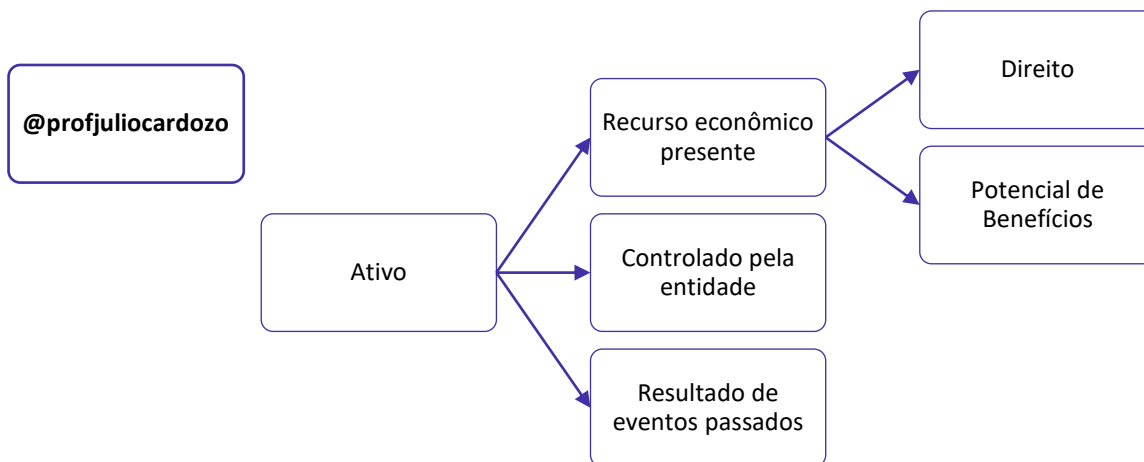 @profjuliocardozo
Ativo
Recurso econômico
presente
Controlado pela
entidade
Resultado de
eventos passados
Direito
Potencial de
Benefícios